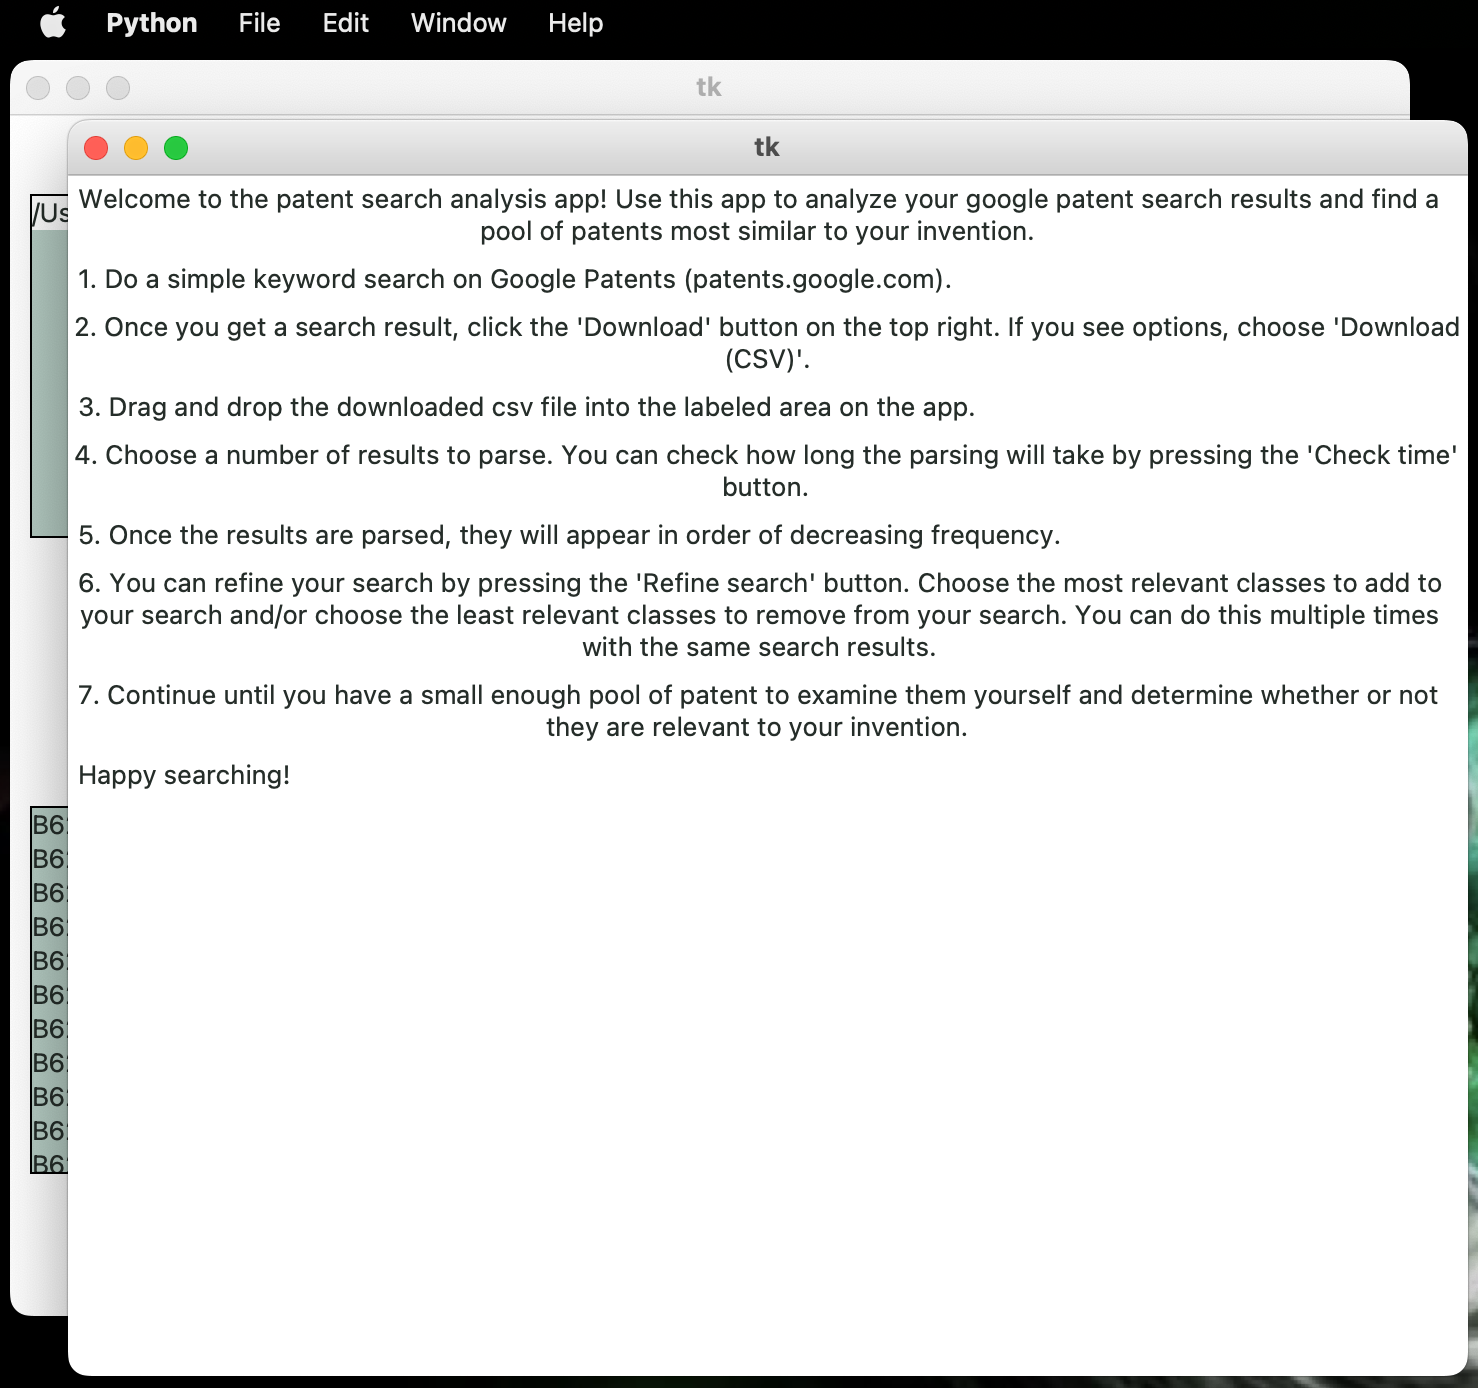 Python File Edit Window Help
tk
tk
/Us
Welcome to the patent search analysis app! Use this app to analyze your google patent search results and find a
pool of patents most similar to your invention.
1. Do a simple keyword search on Google Patents (patents.google.com).
2. Once you get a search result, click the 'Download' button on the top right. If you see options, choose 'Download
(CSV)'.
3. Drag and drop the downloaded csv file into the labeled area on the app.
4. Choose a number of results to parse. You can check how long the parsing will take by pressing the 'Check time'
button.
5. Once the results are parsed, they will appear in order of decreasing frequency.
6. You can refine your search by pressing the 'Refine search' button. Choose the most relevant classes to add to
your search and/or choose the least relevant classes to remove from your search. You can do this multiple times
with the same search results.
7. Continue until you have a small enough pool of patent to examine them yourself and determine whether or not
they are relevant to your invention.
Happy searching!
B6
B6
B6
B6
B6
B6
B6
B6
B6
B6
B6